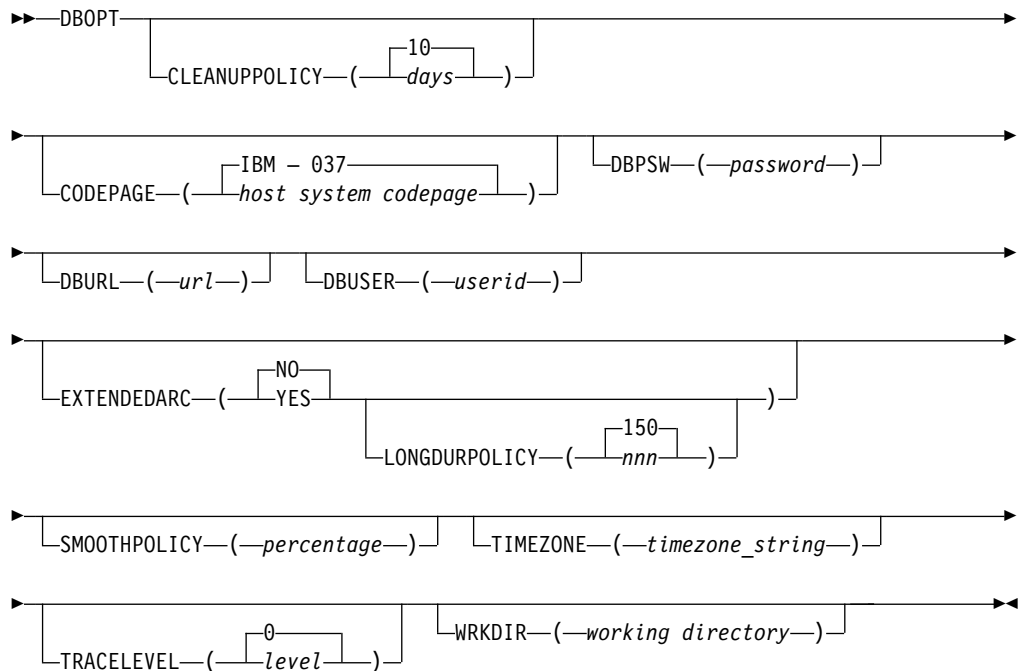 DBOPT
10
CLEANUPPOLICY ( days )
IBM – 037
CODEPAGE ( host system codepage )
DBPSW ( password )
DBURL ( url )
DBUSER ( userid )
NO
EXTENDEDARC ( YES )
150
LONGDURPOLICY ( nnn )
SMOOTHPOLICY ( percentage )
TIMEZONE ( timezone_string )
0
TRACELEVEL ( level )
WRKDIR ( working directory )